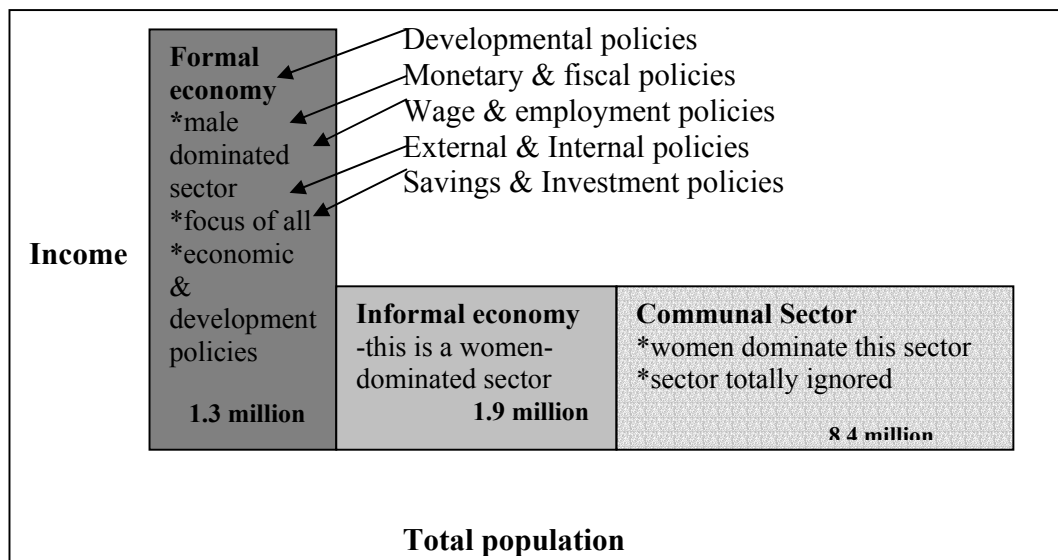 Formal
economy
*male
dominated
sector
*focus of all
*economic
&
development
policies
1.3 million
Developmental policies
Monetary & fiscal policies
Wage & employment policies
External & Internal policies
Savings & Investment policies
Income
Informal economy
-this is a women-
dominated sector
1.9 million
Communal Sector
*women dominate this sector
*sector totally ignored
8.4 million
Total population